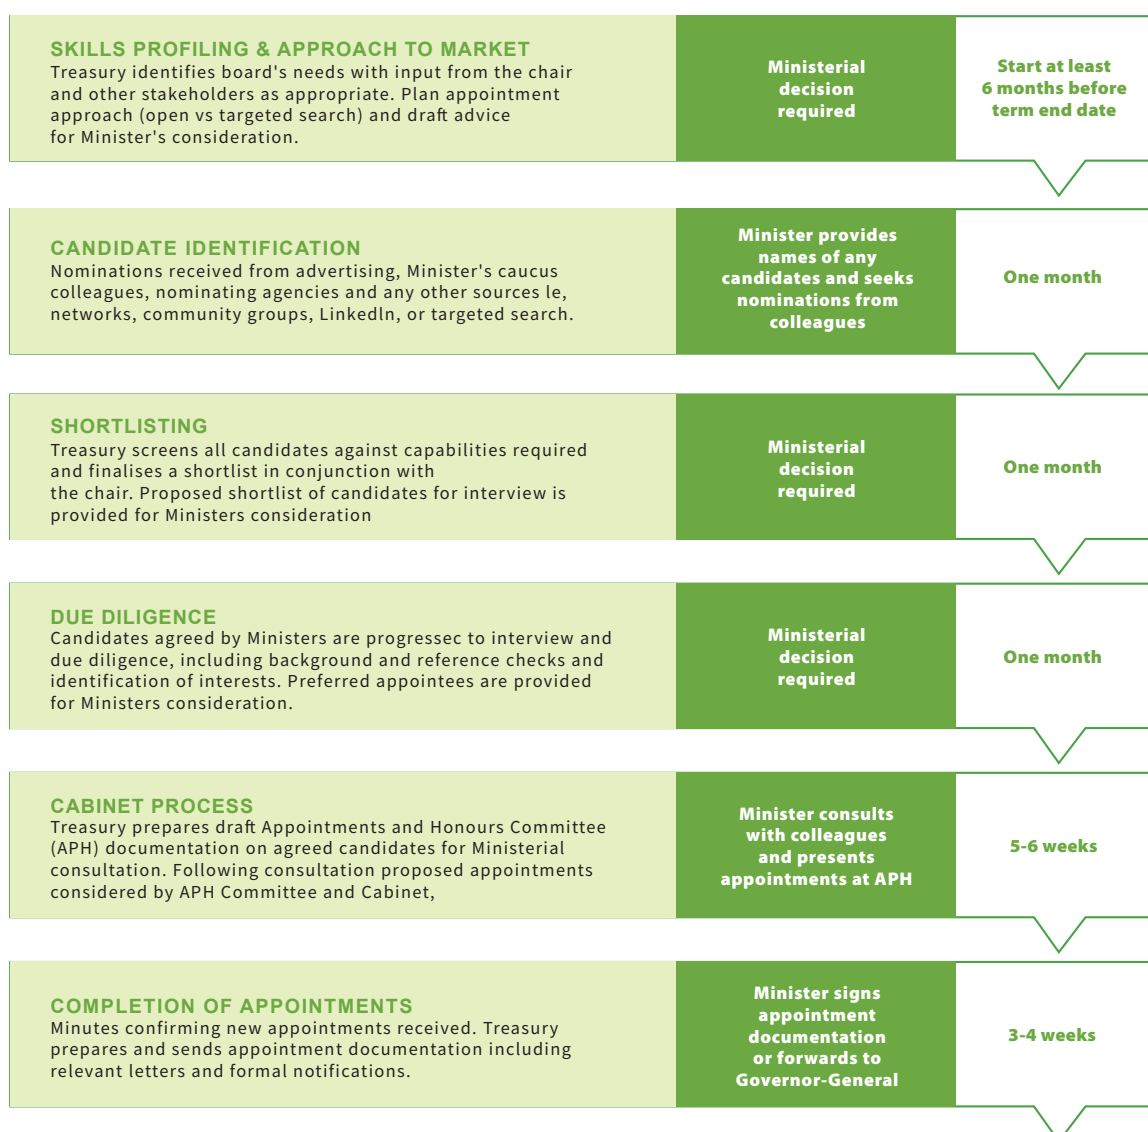 SKILLS PROFILING & APPROACH TO MARKET
Treasury identifies board's needs with input from the chair
and other stakeholders as appropriate. Plan appointment
approach (open vs targeted search) and draft advice
for Minister's consideration.
Ministerial
decision
required
Start at least
6 months before
term end date
CANDIDATE IDENTIFICATION
Nominations received from advertising, Minister's caucus
colleagues, nominating agencies and any other sources le,
networks, community groups, LinkedIn, or targeted search.
Minister provides
names of any
candidates and seeks
nominations from
colleagues
One month
SHORTLISTING
Treasury screens all candidates against capabilities required
and finalises a shortlist in conjunction with
the chair. Proposed shortlist of candidates for interview is
provided for Ministers consideration
Ministerial
decision
required
One month
DUE DILIGENCE
Candidates agreed by Ministers are progressec to interview and
due diligence, including background and reference checks and
identification of interests. Preferred appointees are provided
for Ministers consideration.
Ministerial
decision
required
One month
CABINET PROCESS
Treasury prepares draft Appointments and Honours Committee
(APH) documentation on agreed candidates for Ministerial
consultation. Following consultation proposed appointments
considered by APH Committee and Cabinet,
Minister consults
with colleagues
and presents
appointments at APH
5-6 weeks
COMPLETION OF APPOINTMENTS
Minutes confirming new appointments received. Treasury
prepares and sends appointment documentation including
relevant letters and formal notifications.
Minister signs
appointment
documentation
or forwards to
Governor-General
3-4 weeks